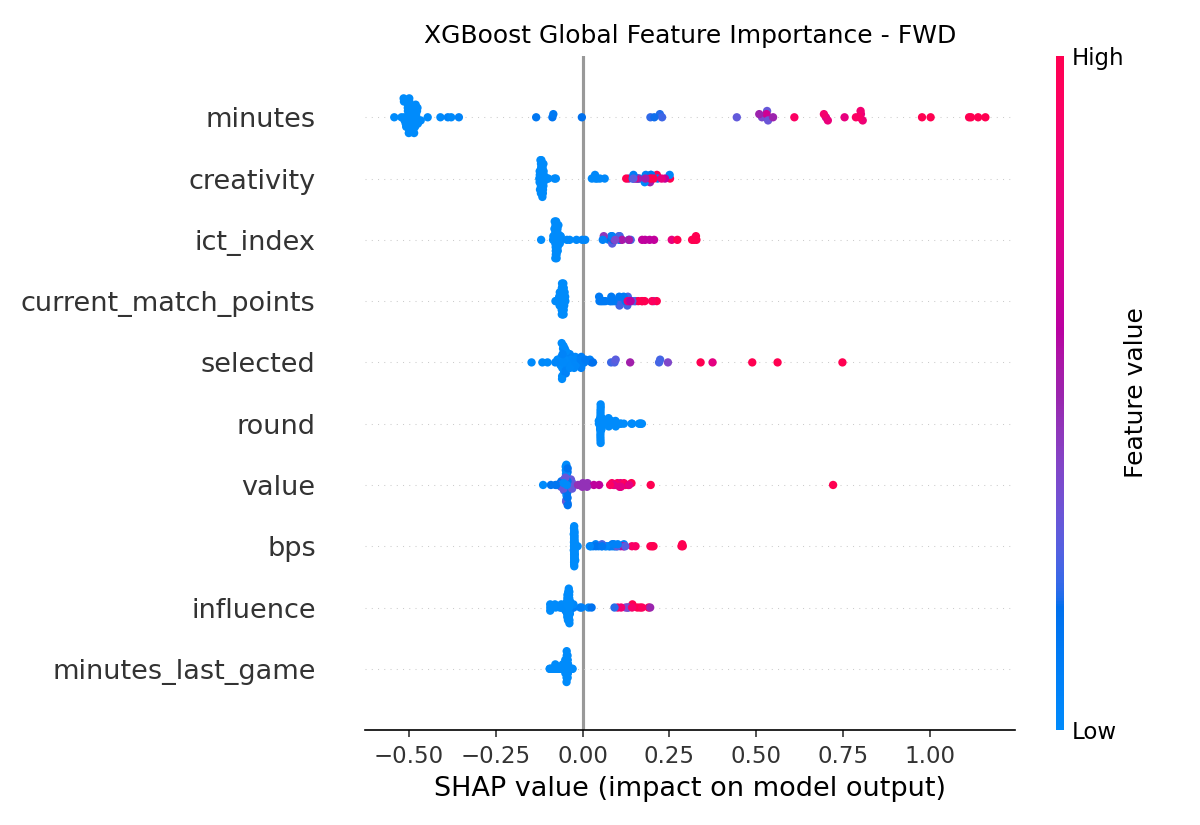 XGBoost Global Feature Importance - FWD
High
minutes
creativity
ict_index
current_match_points
selected
round
value
bps
influence
minutes_last_game
Feature value
Low
−0.50 −0.25 0.00 0.25 0.50 0.75 1.00
SHAP value (impact on model output)